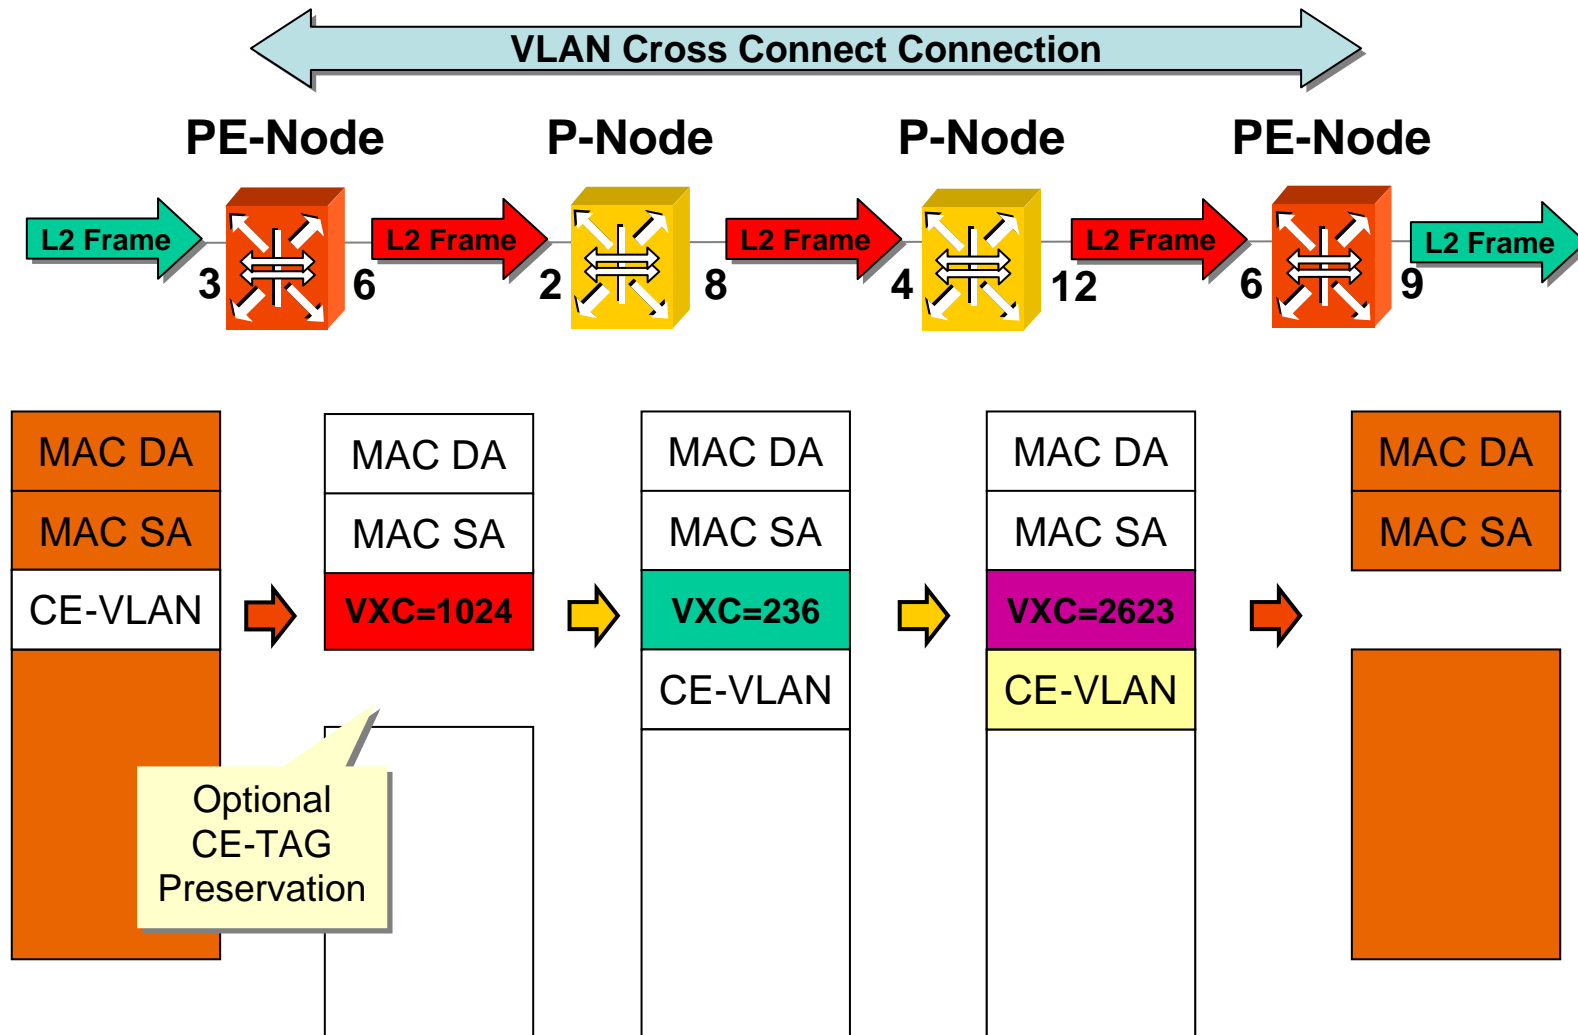 VLAN Cross Connect Connection
PE-Node P-Node P-Node PE-Node
L2 Frame L2 Frame L2 Frame L2 Frame L2 Frame
3 6 2 8 4 12 6 9
MAC DA MAC DA MAC DA MAC DA MAC DA
MAC SA MAC SA MAC SA MAC SA MAC SA
CE-VLAN VXC=1024 VXC=236 VXC=2623
CE-VLAN CE-VLAN
Optional
CE-TAG
Preservation